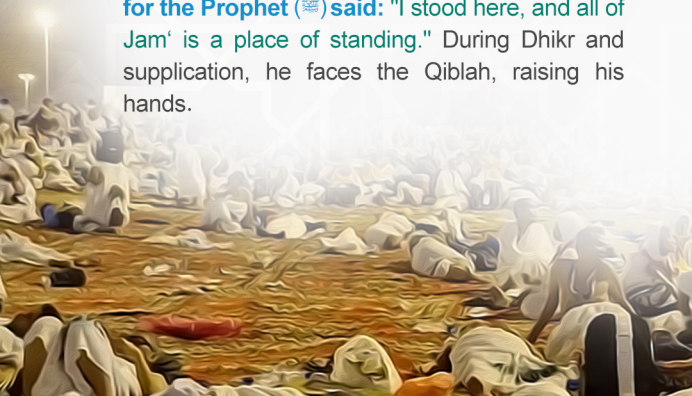 for the Prophet (ﷺ) said: "I stood here, and all of
Jam‘ is a place of standing." During Dhikr and
supplication, he faces the Qiblah, raising his
hands.